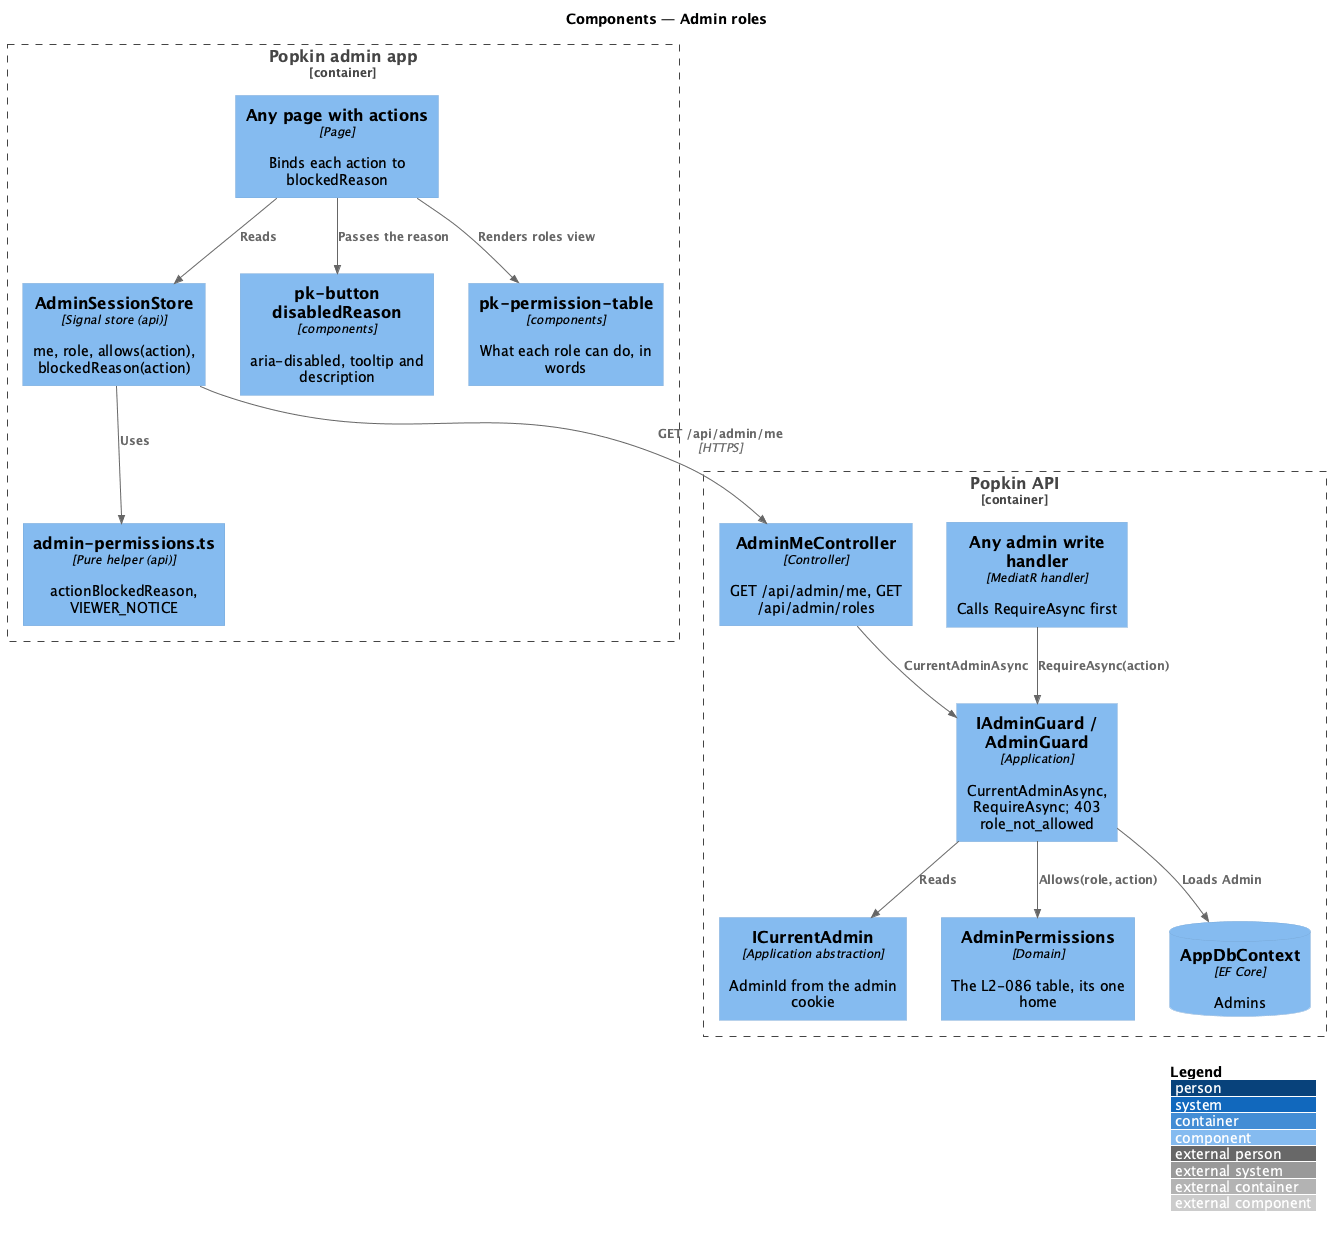 Components — Admin roles
Popkin admin app
[container]
Any page with actions
[Page]
Binds each action to
blockedReason
Reads
Passes the reason
Renders roles view
AdminSessionStore
[Signal store (api)]
me, role, allows(action),
blockedReason(action)
pk-button
disabledReason
[components]
aria-disabled, tooltip and
description
pk-permission-table
[components]
What each role can do, in
words
Uses
GET /api/admin/me
[HTTPS]
admin-permissions.ts
[Pure helper (api)]
actionBlockedReason,
VIEWER_NOTICE
Popkin API
[container]
AdminMeController
[Controller]
GET /api/admin/me, GET
/api/admin/roles
Any admin write
handler
[MediatR handler]
Calls RequireAsync first
CurrentAdminAsync
RequireAsync(action)
IAdminGuard /
AdminGuard
[Application]
CurrentAdminAsync,
RequireAsync; 403
role_not_allowed
Reads
Allows(role, action)
Loads Admin
ICurrentAdmin
[Application abstraction]
AdminId from the admin
cookie
AdminPermissions
[Domain]
The L2-086 table, its one
home
AppDbContext
[EF Core]
Admins
Legend
person
system
container
component
external person
external system
external container
external component